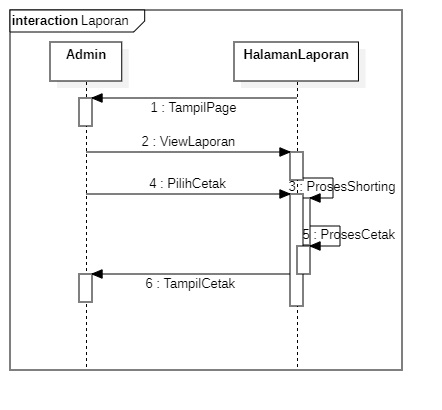 interaction Laporan
Admin
HalamanLaporan
1 : TampilPage
2 : ViewLaporan
3 : ProsesShorting
4 : PilihCetak
5 : ProsesCetak
6 : TampilCetak